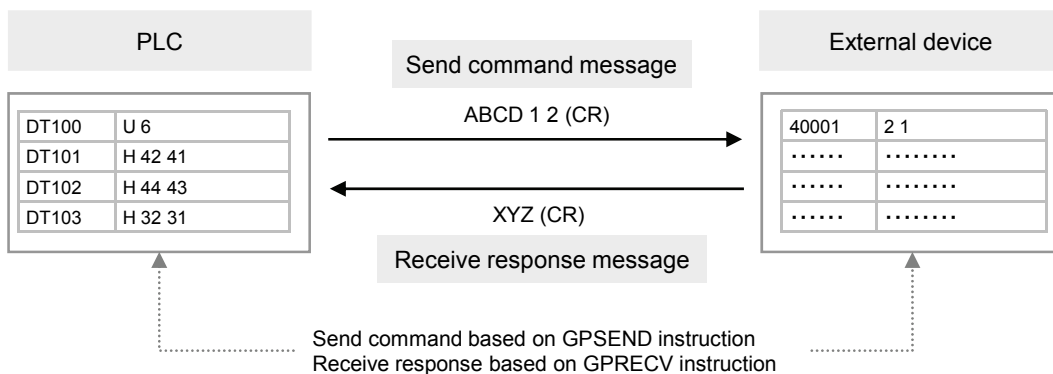 PLC
External device
Send command message
ABCD 1 2 (CR)
DT100 U 6
DT101 H 42 41
DT102 H 44 43
DT103 H 32 31
40001 2 1
······ ········
······ ········
······ ········
XYZ (CR)
Receive response message
Send command based on GPSEND instruction
Receive response based on GPRECV instruction